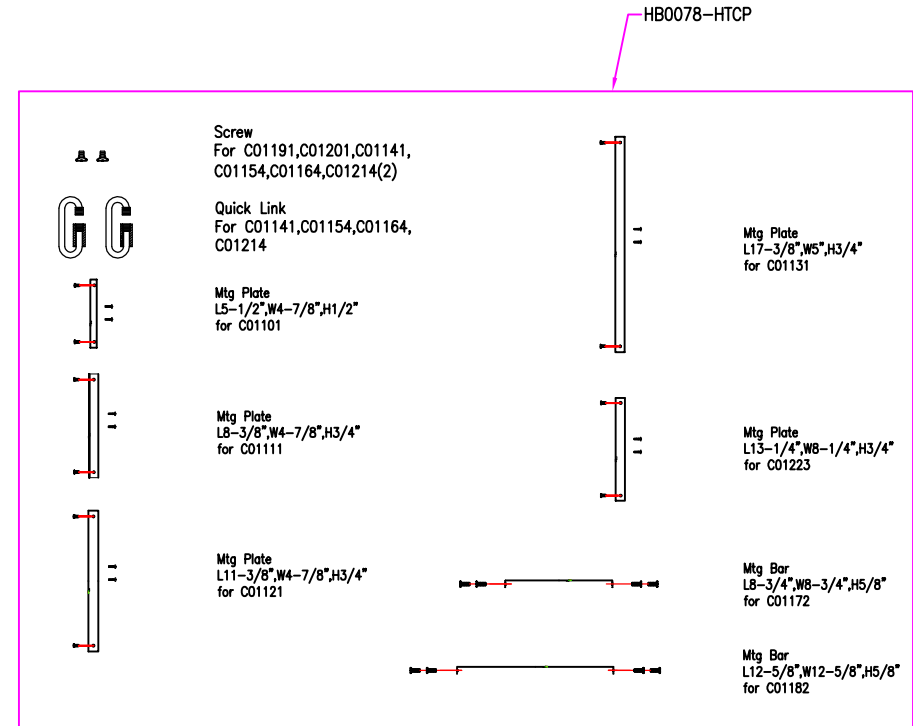 HB0078-HTCP
Screw
For C01191,C01201,C01141,
C01154,C01164,C01214(2)
Quick Link
For C01141,C01154,C01164,
C01214
Mtg Plate
L5-1/2",W4-7/8",H1/2"
for C01101
Mtg Plate
L8-3/8",W4-7/8",H3/4"
for C01111
Mtg Plate
L11-3/8",W4-7/8",H3/4"
for C01121
Mtg Plate
L17-3/8",W5",H3/4"
for C01131
Mtg Plate
L13-1/4",W8-1/4",H3/4"
for C01223
Mtg Bar
L8-3/4",W8-3/4",H5/8"
for C01172
Mtg Bar
L12-5/8",W12-5/8",H5/8"
for C01182